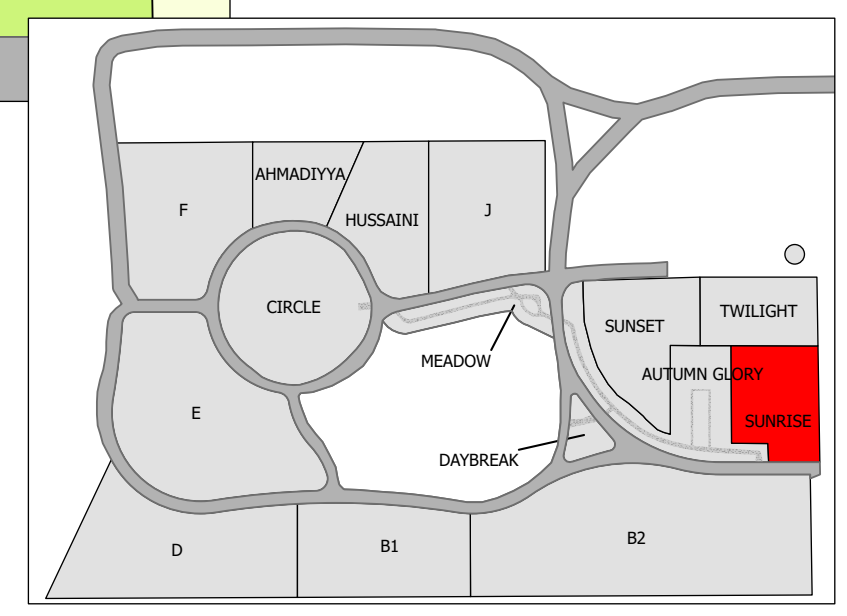 AHMADIYYA
F
HUSSAINI
J
CIRCLE
TWILIGHT
SUNSET
MEADOW
AUTUMN GLORY
E
SUNRISE
DAYBREAK
D
B1
B2